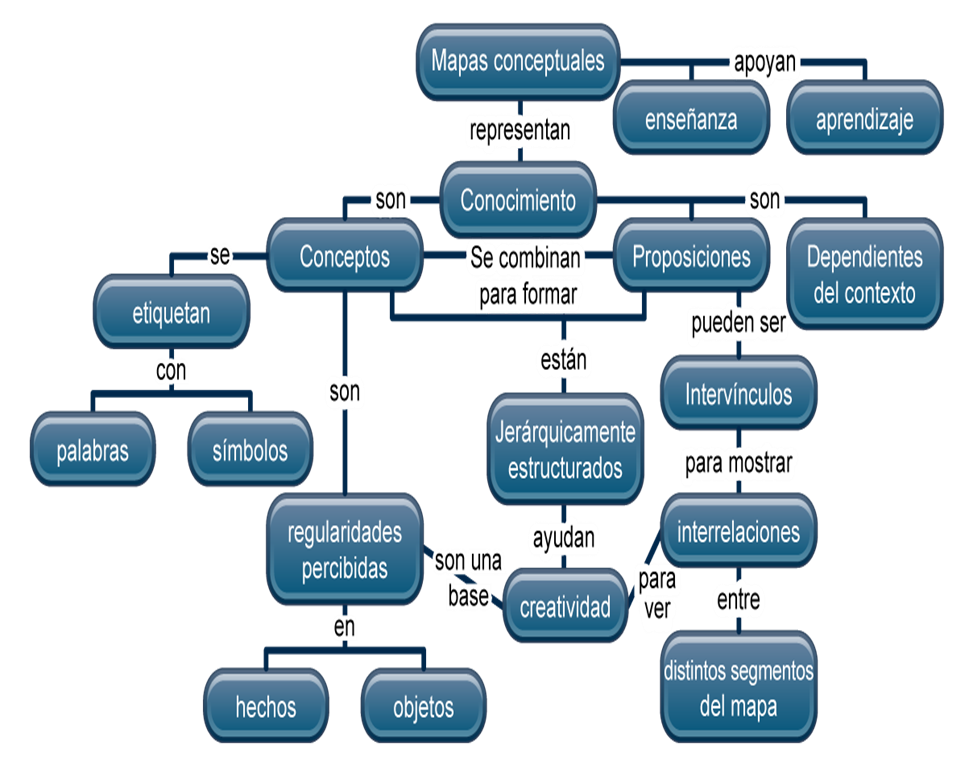 Mapas conceptuales
apoyan
enseñanza
aprendizaje
representan
Conocimiento
son
son
Conceptos
Se combinan
para formar
Proposiciones
Dependientes
del contexto
se
etiquetan
con
palabras
símbolos
son
están
pueden ser
Intervínculos
Jerárquicamente
estructurados
para mostrar
regularidades
percibidas
ayudan
interrelaciones
son una
base
creatividad
para
ver
entre
en
hechos
objetos
distintos segmentos
del mapa